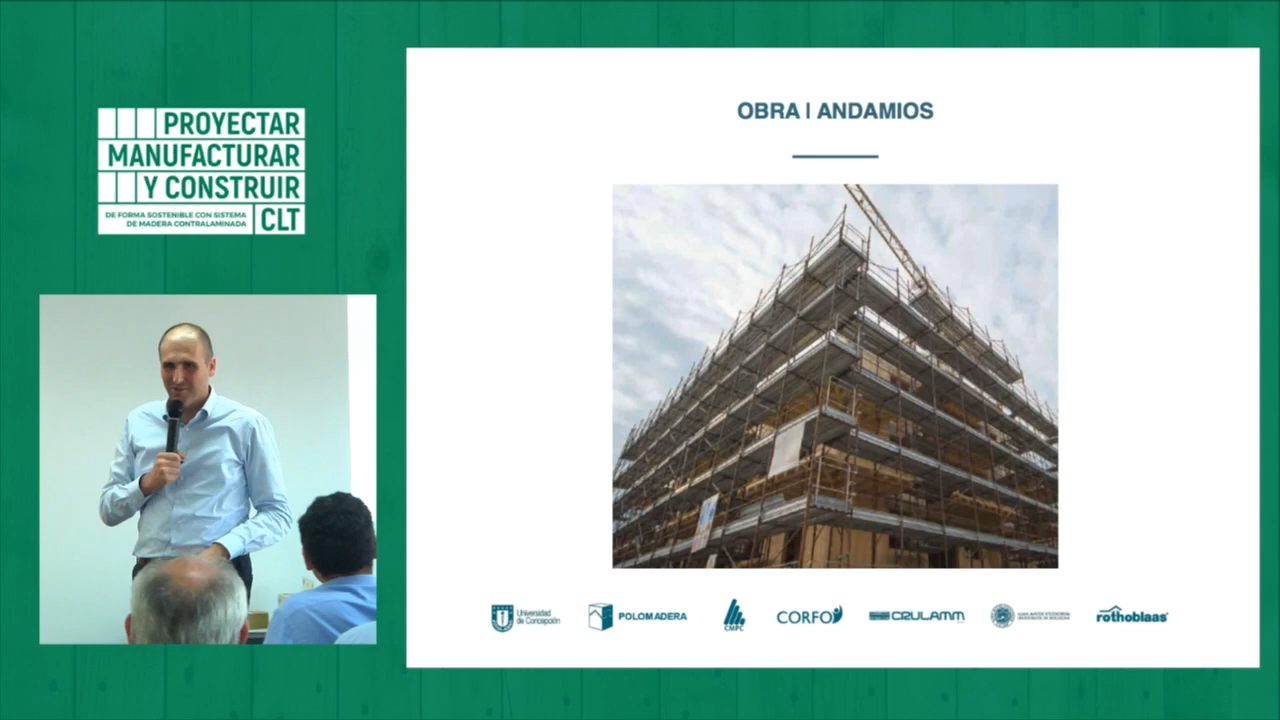 PROYECTAR
MANUFACTURAR
Y CONSTRUIR
DE FORMA SOSTENIBLE CON SISTEMA
DE MADERA CONTRALAMINADA
CLT
OBRA | ANDAMIOS
Universidad
de Concepción
POLOMADERA
CMPC
CORFO
CRULAMM
rothoblaas